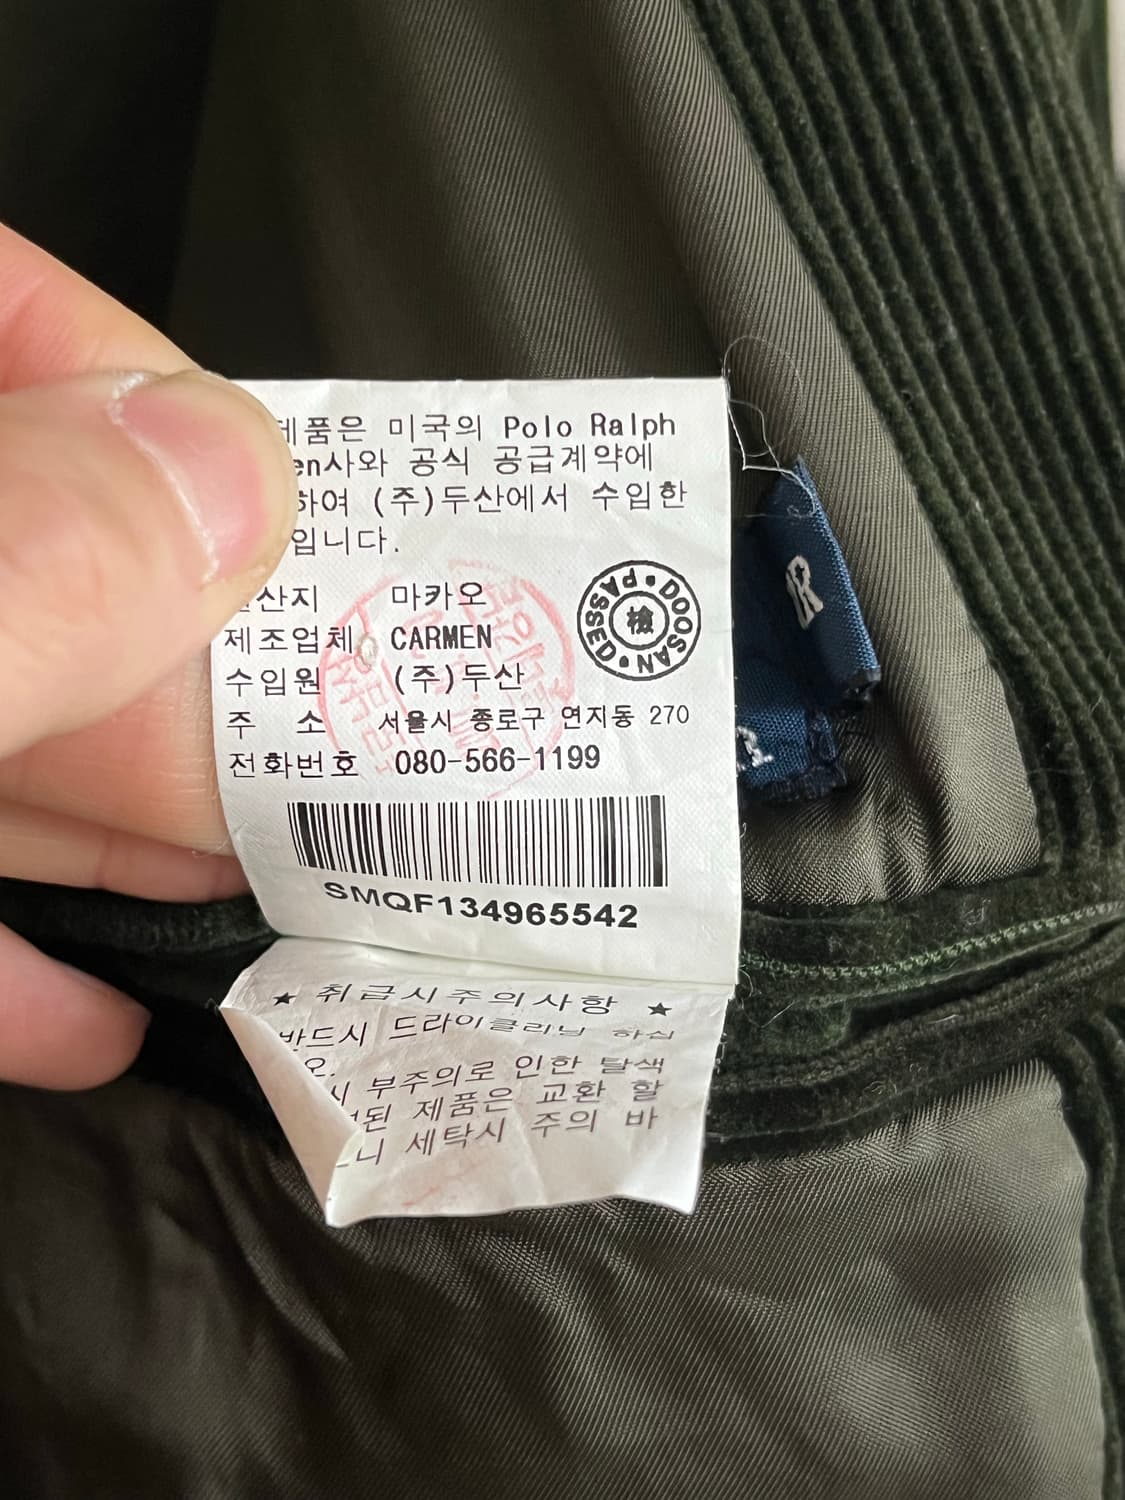 제품은 미국의 Polo Ralph
en사와 공식 공급계약에
하여 (주)두산에서 수입한
입니다.
산지 마카오
제조업체 CARMEN
수입원 (주)두산
주 소 서울시 종로구 연지동 270
전화번호 080-566-1199
DOOSAN • PASSED •
檢
SMQF134965542
★ 취급시주의사항 ★
반드시 드라이클리닝 하십
오.
시 부주의로 인한 탈색
된 제품은 교환 할
니 세탁시 주의 바
R